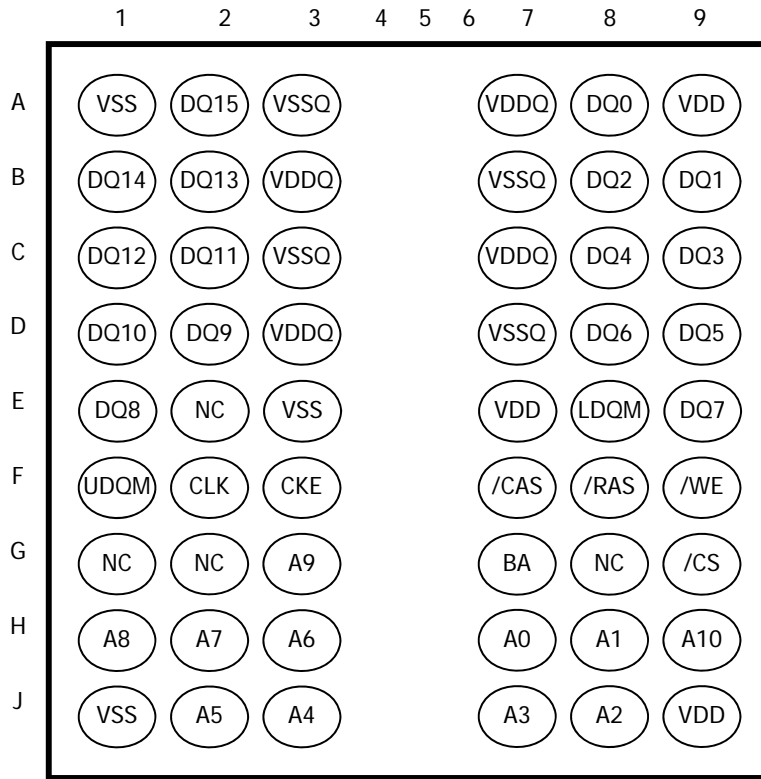 1 2 3 4 5 6 7 8 9
A VSS DQ15 VSSQ VDDQ DQ0 VDD
B DQ14 DQ13 VDDQ VSSQ DQ2 DQ1
C DQ12 DQ11 VSSQ VDDQ DQ4 DQ3
D DQ10 DQ9 VDDQ VSSQ DQ6 DQ5
E DQ8 NC VSS VDD LDQM DQ7
F UDQM CLK CKE /CAS /RAS /WE
G NC NC A9 BA NC /CS
H A8 A7 A6 A0 A1 A10
J VSS A5 A4 A3 A2 VDD